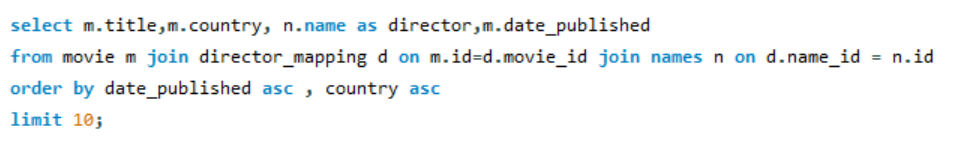 select m.title,m.country, n.name as director,m.date_published
from movie m join director_mapping d on m.id=d.movie_id join names n on d.name_id = n.id
order by date_published asc , country asc
limit 10;